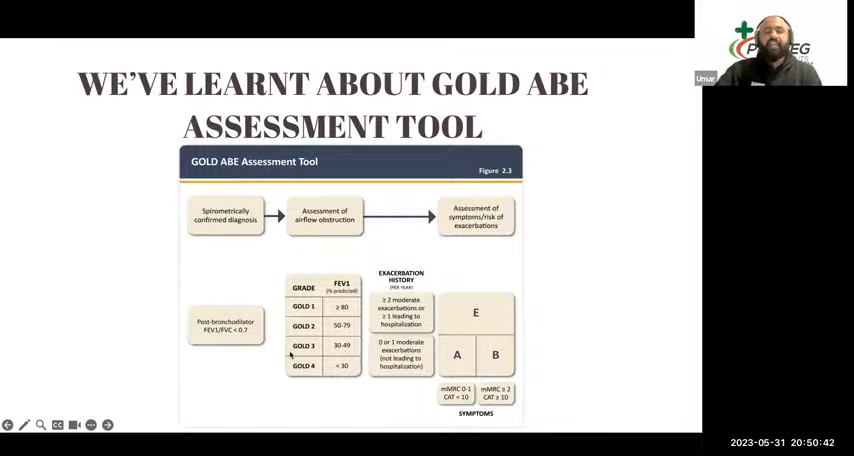 WE'VE LEARNT ABOUT GOLD ABE
ASSESSMENT TOOL
GOLD ABE Assessment Tool
Figure 2.3
Spirometrically
confirmed diagnosis
Assessment of
airflow obstruction
Assessment of
symptoms/risk of
exacerbations
Post-bronchodilator
FEV1/FVC < 0.7
GRADE
FEV1
(% predicted)
GOLD 1
≥ 80
GOLD 2
50-79
GOLD 3
30-49
GOLD 4
< 30
EXACERBATION
HISTORY
(PER YEAR)
≥ 2 moderate
exacerbations or
≥ 1 leading to
hospitalization
0 or 1 moderate
exacerbations
(not leading to
hospitalization)
E
A
B
mMRC 0-1
CAT < 10
mMRC ≥ 2
CAT ≥ 10
SYMPTOMS
Umar
CC
2023-05-31 20:50:42